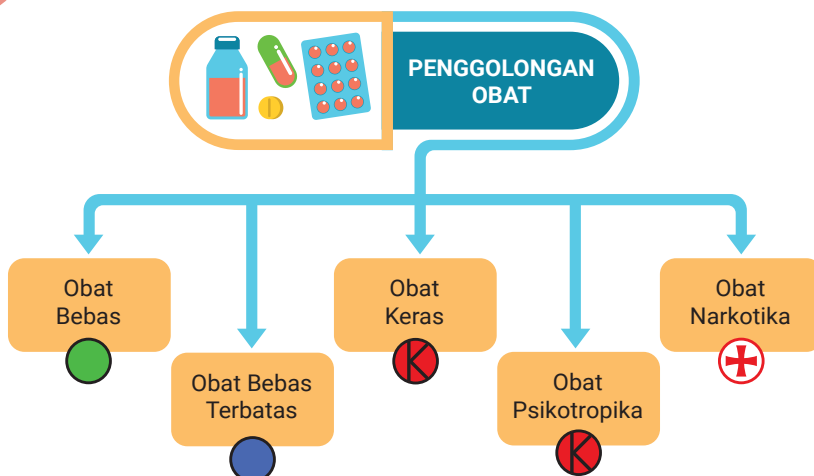 PENGGOLONGAN
OBAT
Obat
Bebas
Obat Bebas
Terbatas
Obat
Keras
K
Obat
Psikotropika
K
Obat
Narkotika